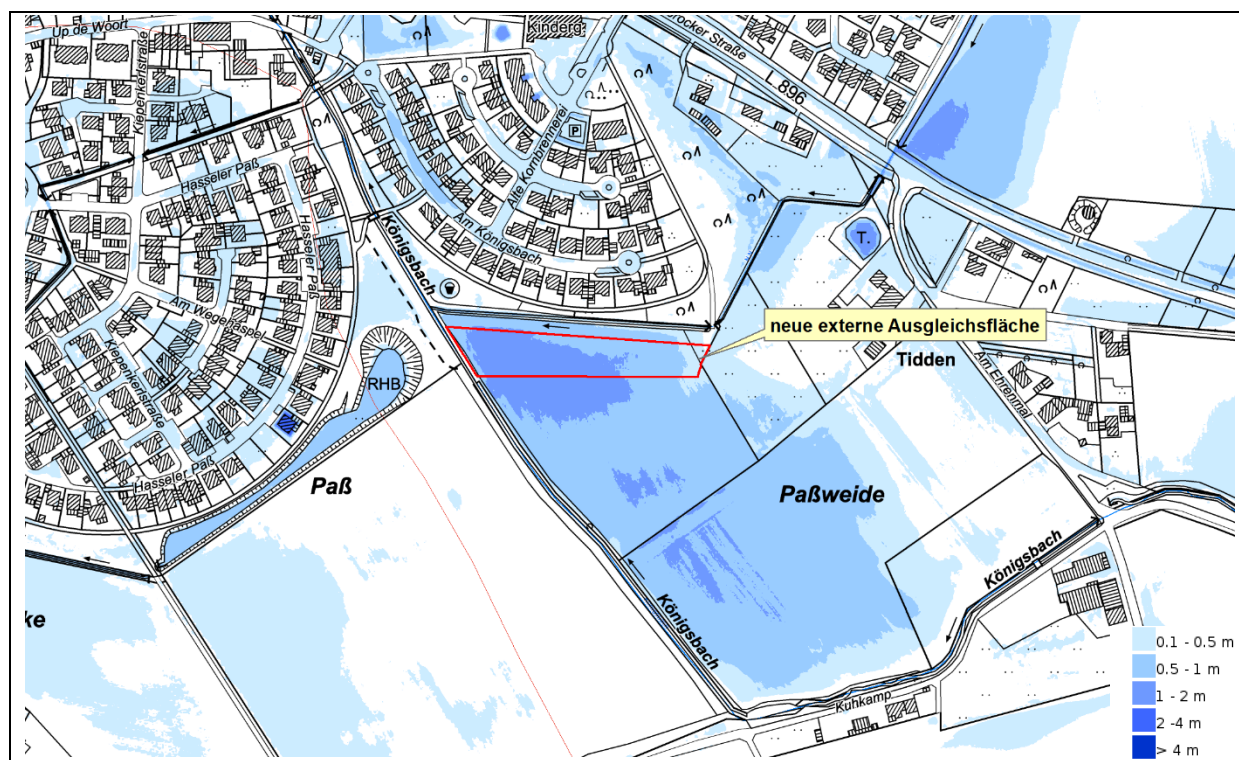 Up de Woort
Kiepenkerlstraße
Kinderg.
rocker Straße
896
Hasseler Paß
Hasseler Paß
Alte Kornbrennerei
P
Am Königsbach
Königsbach
T.
neue externe Ausgleichsfläche
Tidden
Am Ehrenmal
Am Wegehaspel
Kiepenkerlstraße
RHB
Hasseler Paß
Paß
Paßweide
Königsbach
Königsbach
ke
Kuhkamp
0.1 - 0.5 m
0.5 - 1 m
1 - 2 m
2 -4 m
> 4 m